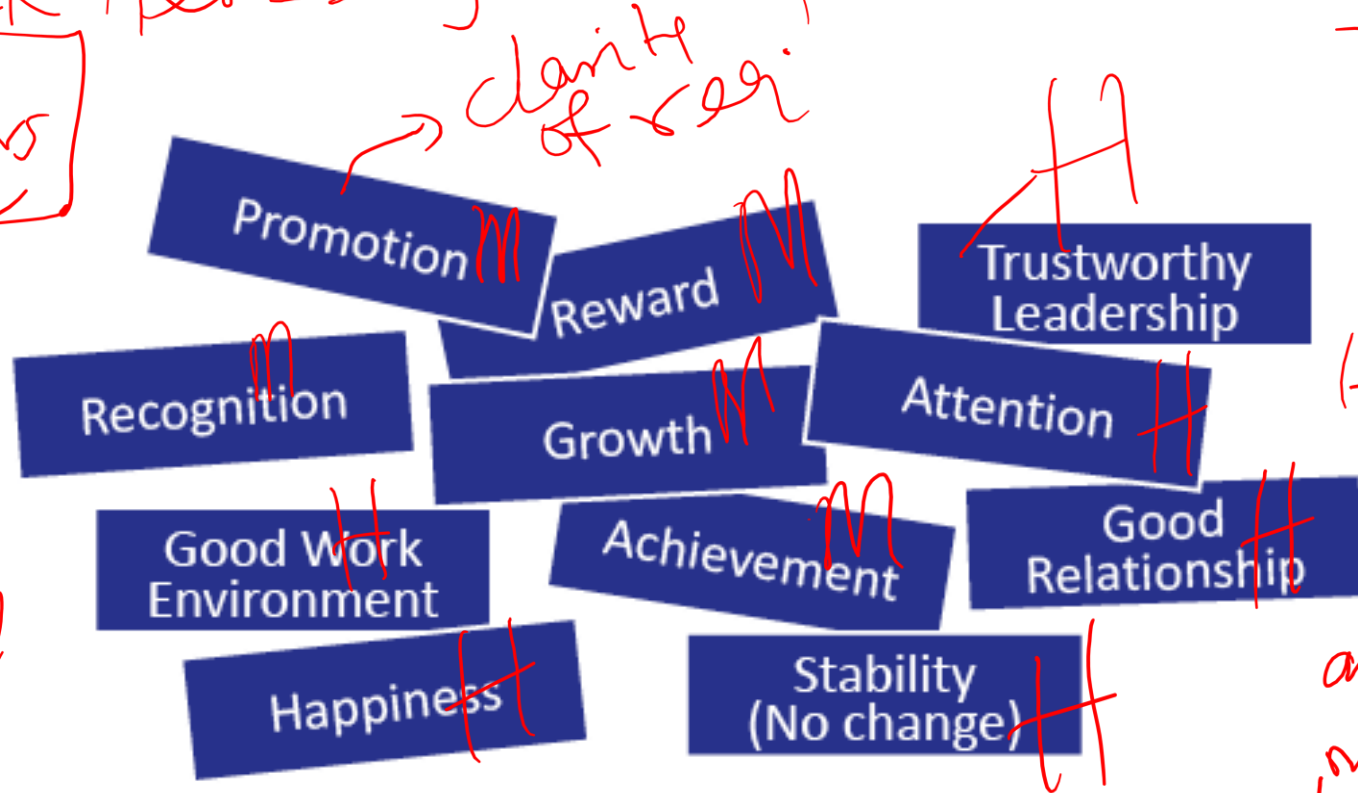 clarity
of req.
H
Promotion M
Reward M
Trustworthy
Leadership
Recognition M
Growth M
Attention H
Good Work H
Environment
Achievement M
Good H
Relationship
Happiness H
Stability
(No change) H